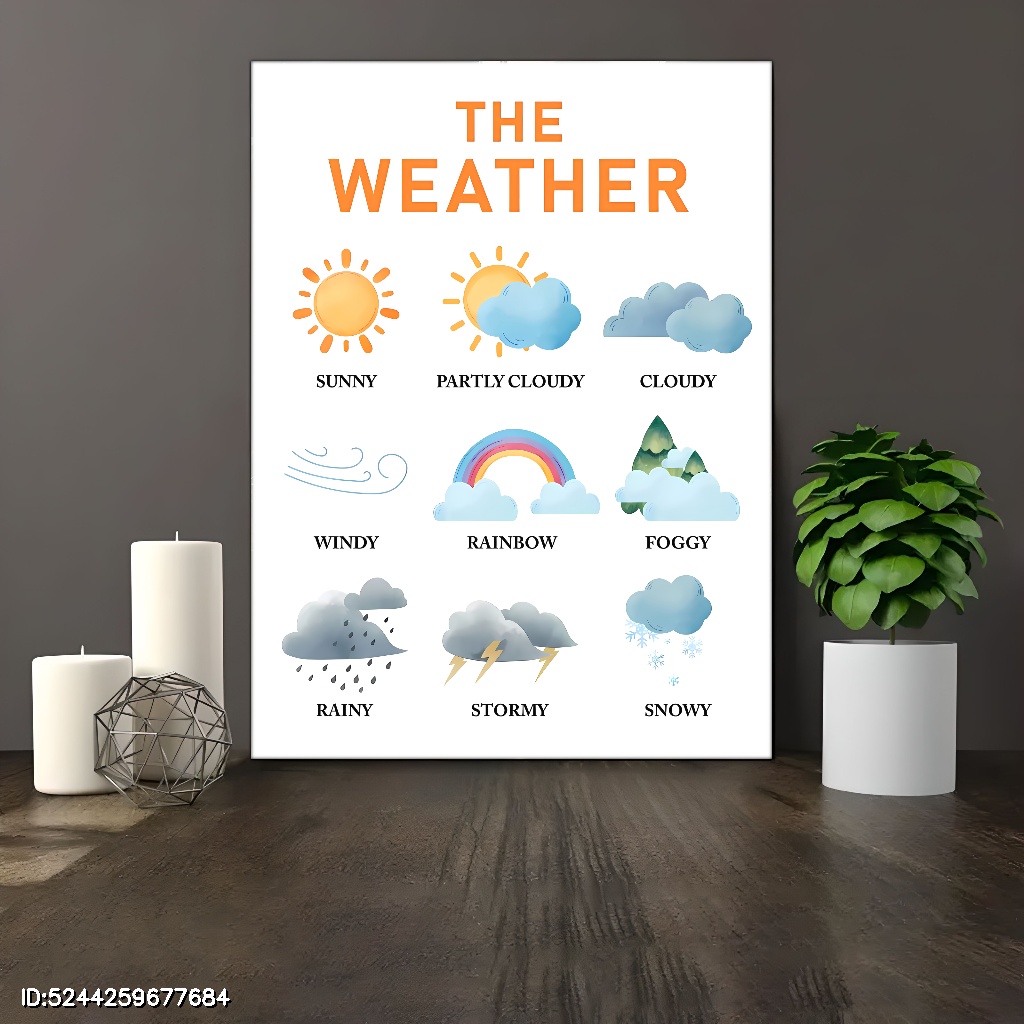 THE
WEATHER
SUNNY
PARTLY CLOUDY
CLOUDY
WINDY
RAINBOW
FOGGY
RAINY
STORMY
SNOWY
ID:5244259677684